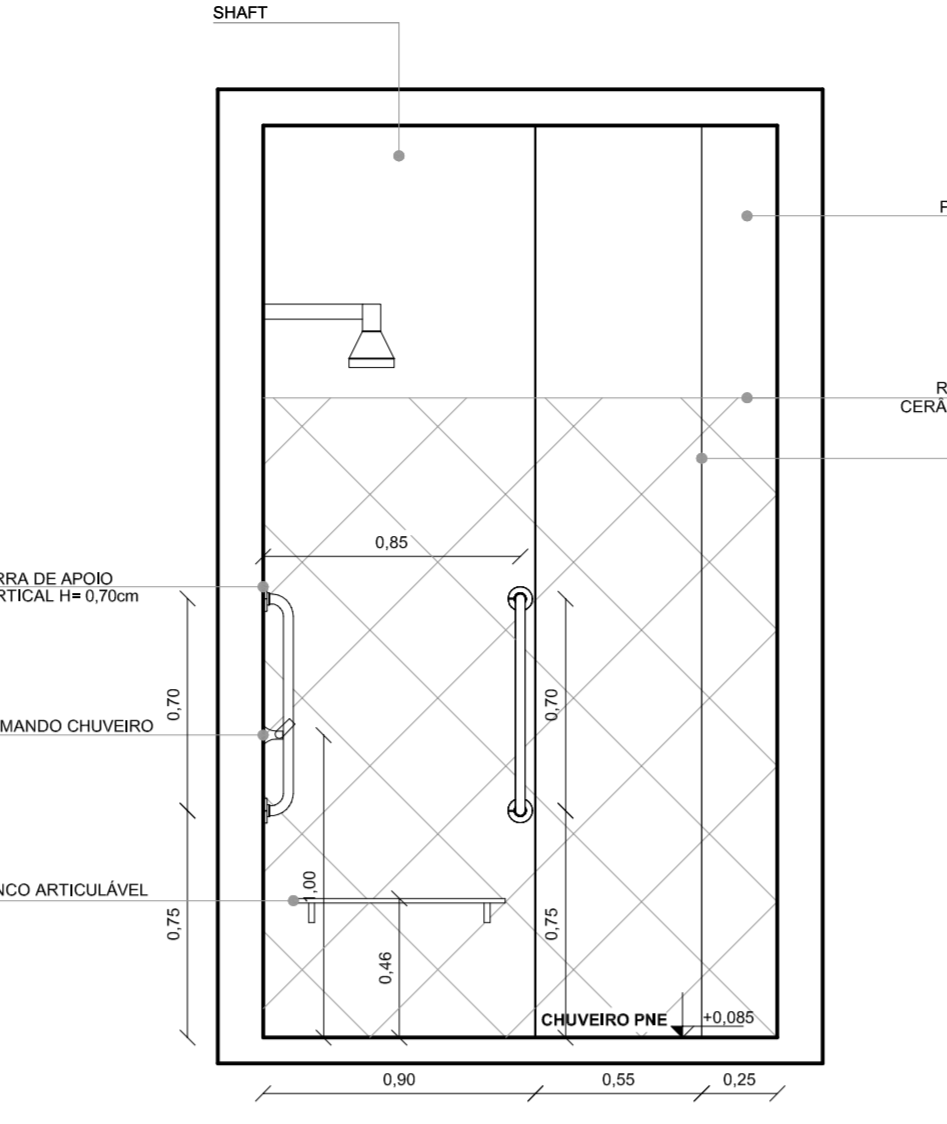 SHAFT
0,85
RRA DE APOIO
RTICAL H= 0,70cm
0,70
0,70
MANDO CHUVEIRO
1,00
NCO ARTICULÁVEL
0,75
0,75
0,46
CHUVEIRO PNE
+0,085
0,90
0,55
0,25
P
R
CERÂ